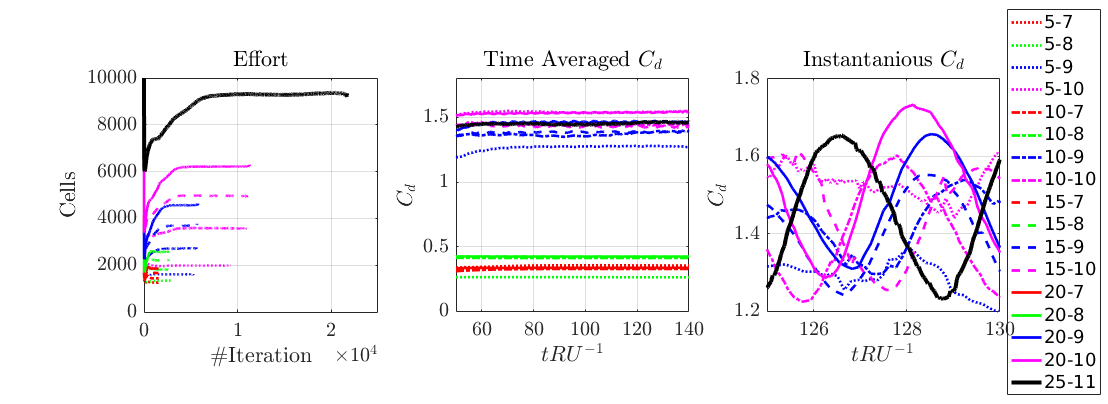 Effort
10000
8000
6000
4000
2000
0
Cells
0 1 2
#Iteration ×10^4
Time Averaged C_d
1.5
1
0.5
0
C_d
60 80 100 120 140
tRU^{-1}
Instantanious C_d
1.8
1.6
1.4
1.2
C_d
126 128 130
tRU^{-1}
5-7
5-8
5-9
5-10
10-7
10-8
10-9
10-10
15-7
15-8
15-9
15-10
20-7
20-8
20-9
20-10
25-11